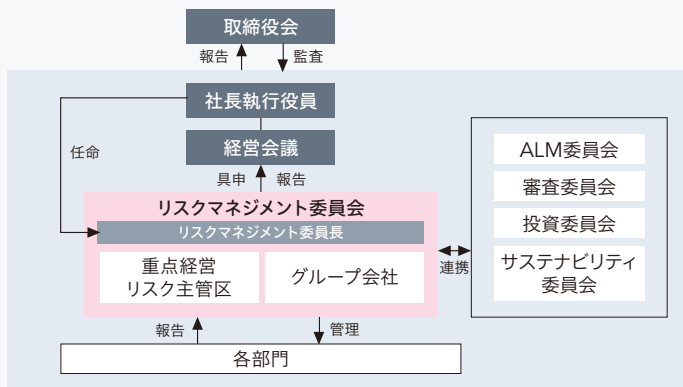 取締役会
報告
監査
社長執行役員
任命
経営会議
具申
報告
リスクマネジメント委員会
リスクマネジメント委員長
重点経営
リスク主管区
グループ会社
連携
ALM委員会
審査委員会
投資委員会
サステナビリティ
委員会
報告
管理
各部門